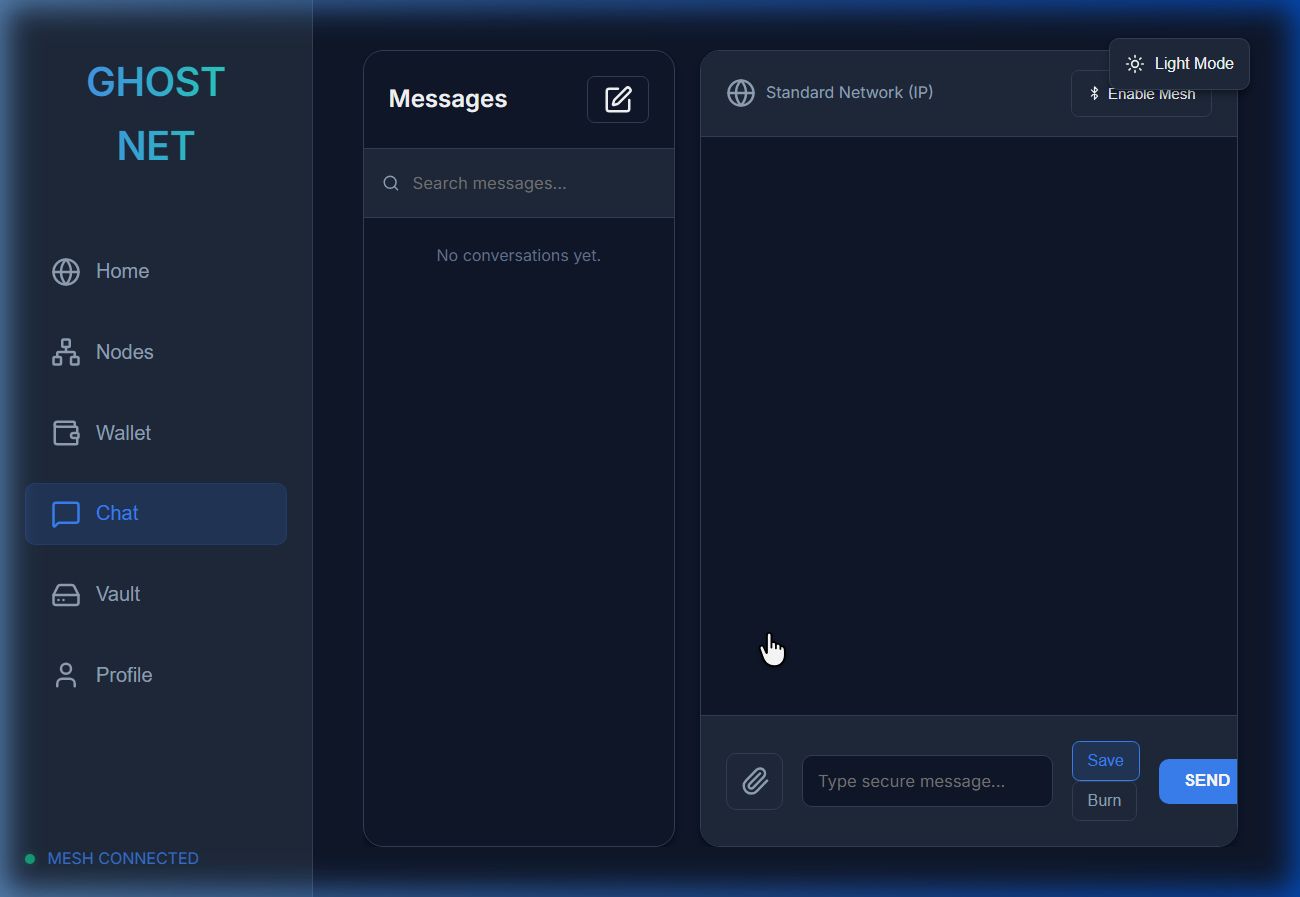 GHOST
NET
Home
Nodes
Wallet
Chat
Vault
Profile
MESH CONNECTED
Messages
Search messages...
No conversations yet.
Standard Network (IP)
Light Mode
Enable Mesh
Type secure message...
Save
Burn
SEND